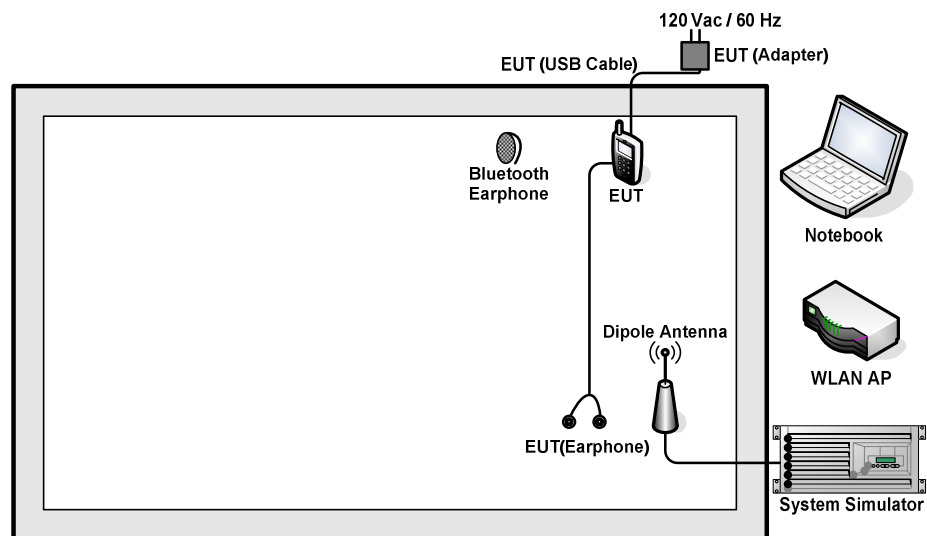 120 Vac / 60 Hz
EUT (Adapter)
EUT (USB Cable)
Bluetooth
Earphone
EUT
Notebook
Dipole Antenna
WLAN AP
EUT(Earphone)
System Simulator